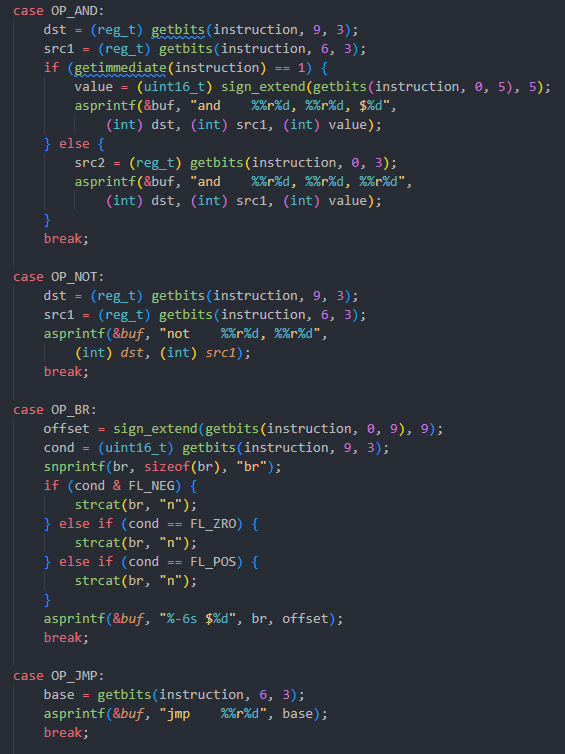 case OP_AND:
    dst = (reg_t) getbits(instruction, 9, 3);
    src1 = (reg_t) getbits(instruction, 6, 3);
    if (getimmediate(instruction) == 1) {
        value = (uint16_t) sign_extend(getbits(instruction, 0, 5), 5);
        asprintf(&buf, "and    %%r%d, %%r%d, $%d",
            (int) dst, (int) src1, (int) value);
    } else {
        src2 = (reg_t) getbits(instruction, 0, 3);
        asprintf(&buf, "and    %%r%d, %%r%d, %%r%d",
            (int) dst, (int) src1, (int) value);
    }
    break;

case OP_NOT:
    dst = (reg_t) getbits(instruction, 9, 3);
    src1 = (reg_t) getbits(instruction, 6, 3);
    asprintf(&buf, "not    %%r%d, %%r%d",
        (int) dst, (int) src1);
    break;

case OP_BR:
    offset = sign_extend(getbits(instruction, 0, 9), 9);
    cond = (uint16_t) getbits(instruction, 9, 3);
    snprintf(br, sizeof(br), "br");
    if (cond & FL_NEG) {
        strcat(br, "n");
    } else if (cond == FL_ZRO) {
        strcat(br, "n");
    } else if (cond == FL_POS) {
        strcat(br, "n");
    }
    asprintf(&buf, "%-6s $%d", br, offset);
    break;

case OP_JMP:
    base = getbits(instruction, 6, 3);
    asprintf(&buf, "jmp    %%r%d", base);
    break;